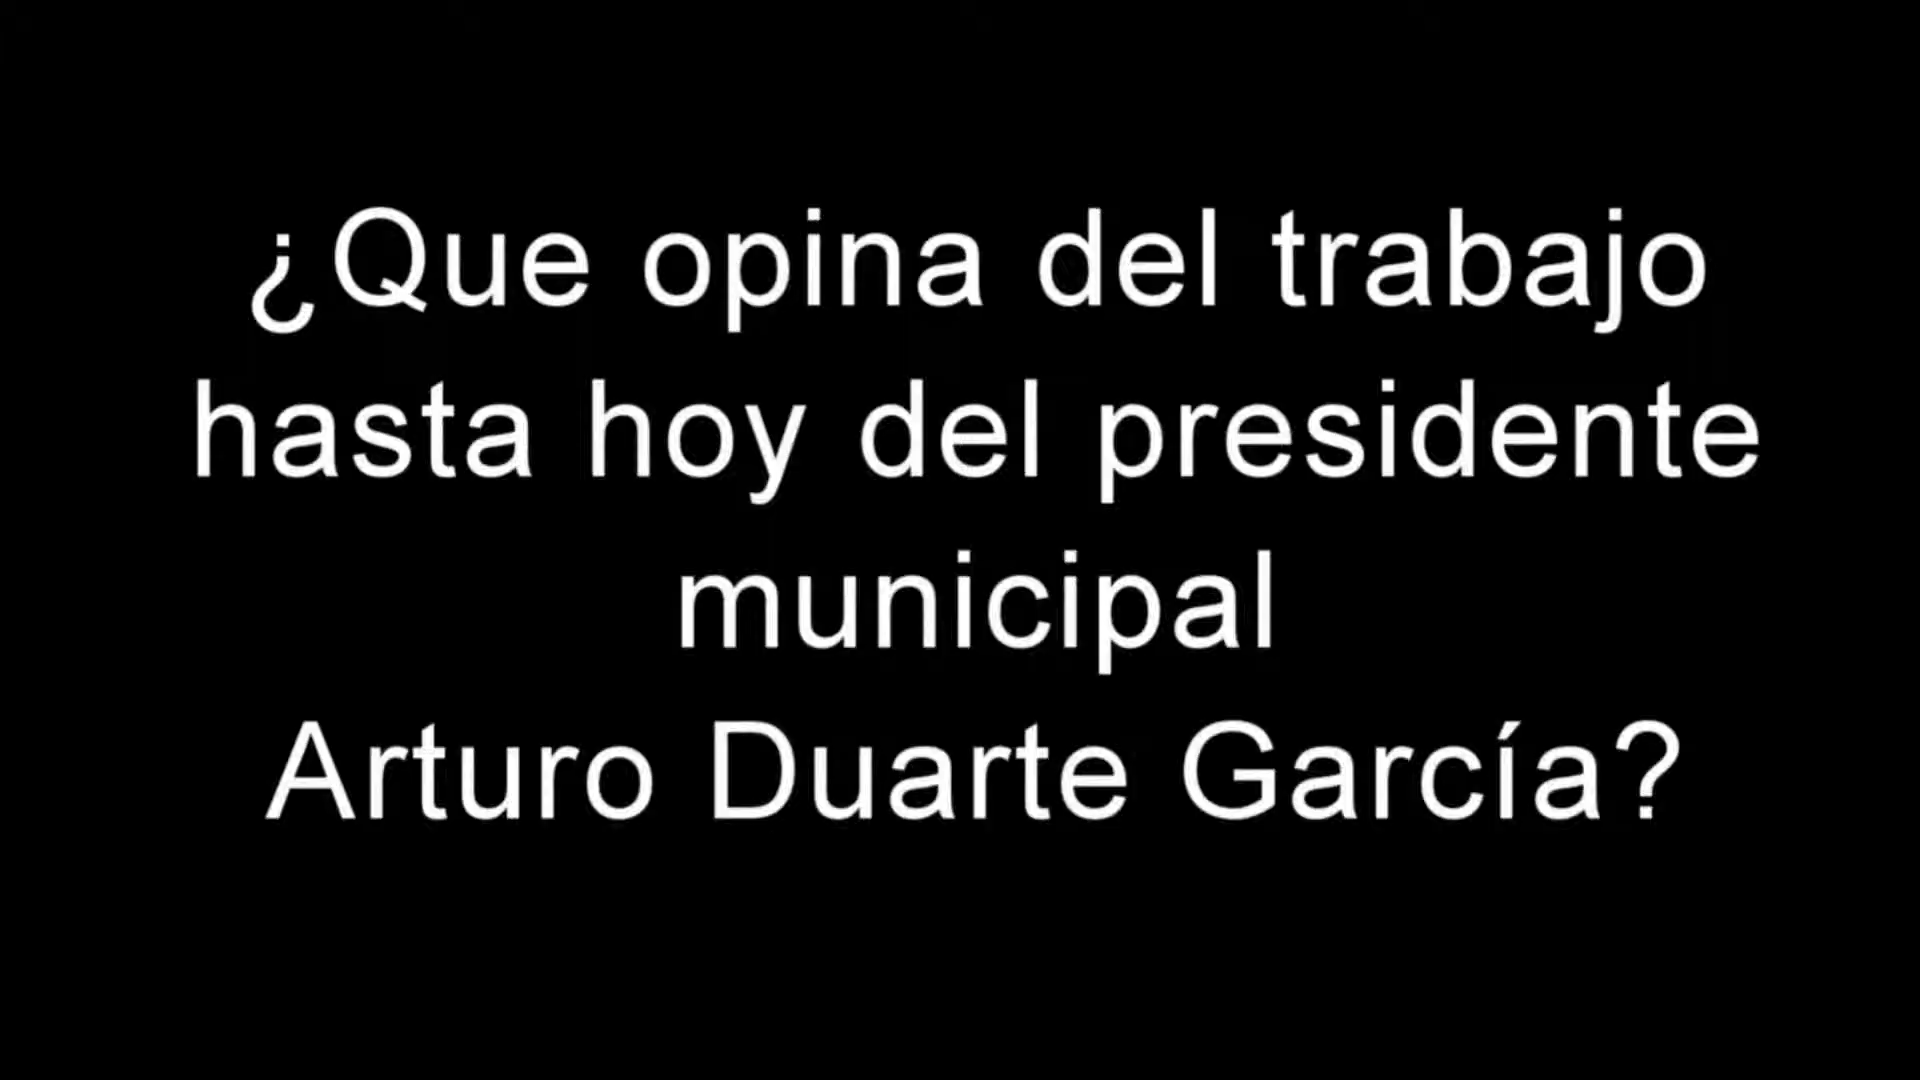 ¿Que opina del trabajo
hasta hoy del presidente
municipal
Arturo Duarte García?